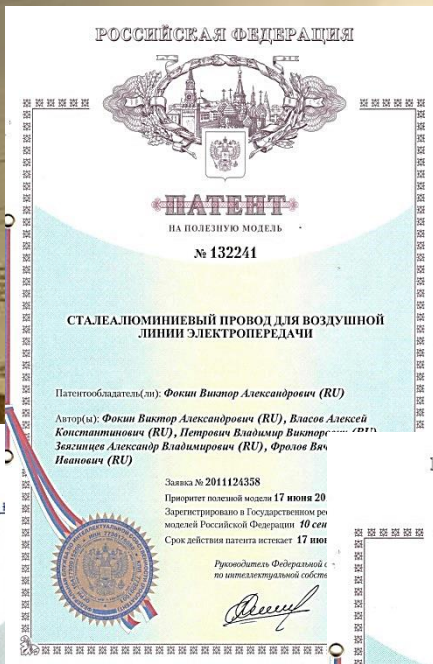 РОССИЙСКАЯ ФЕДЕРАЦИЯ
ПАТЕНТ
НА ПОЛЕЗНУЮ МОДЕЛЬ
№ 132241
СТАЛЕАЛЮМИНИЕВЫЙ ПРОВОД ДЛЯ ВОЗДУШНОЙ
ЛИНИИ ЭЛЕКТРОПЕРЕДАЧИ
Патентообладатель(ли): Фокин Виктор Александрович (RU)
Автор(ы): Фокин Виктор Александрович (RU), Власов Алексей
Константинович (RU), Петрович Владимир (RU)
Звягинцев Александр Владимирович (RU), Фролов
Иванович (RU)
Заявка № 2011124358
Приоритет полезной модели 17 июня 20
Зарегистрировано в Государственном
моделей Российской Федерации 10
Срок действия патента истекает 17
Руководитель Федеральной
по интеллектуальной